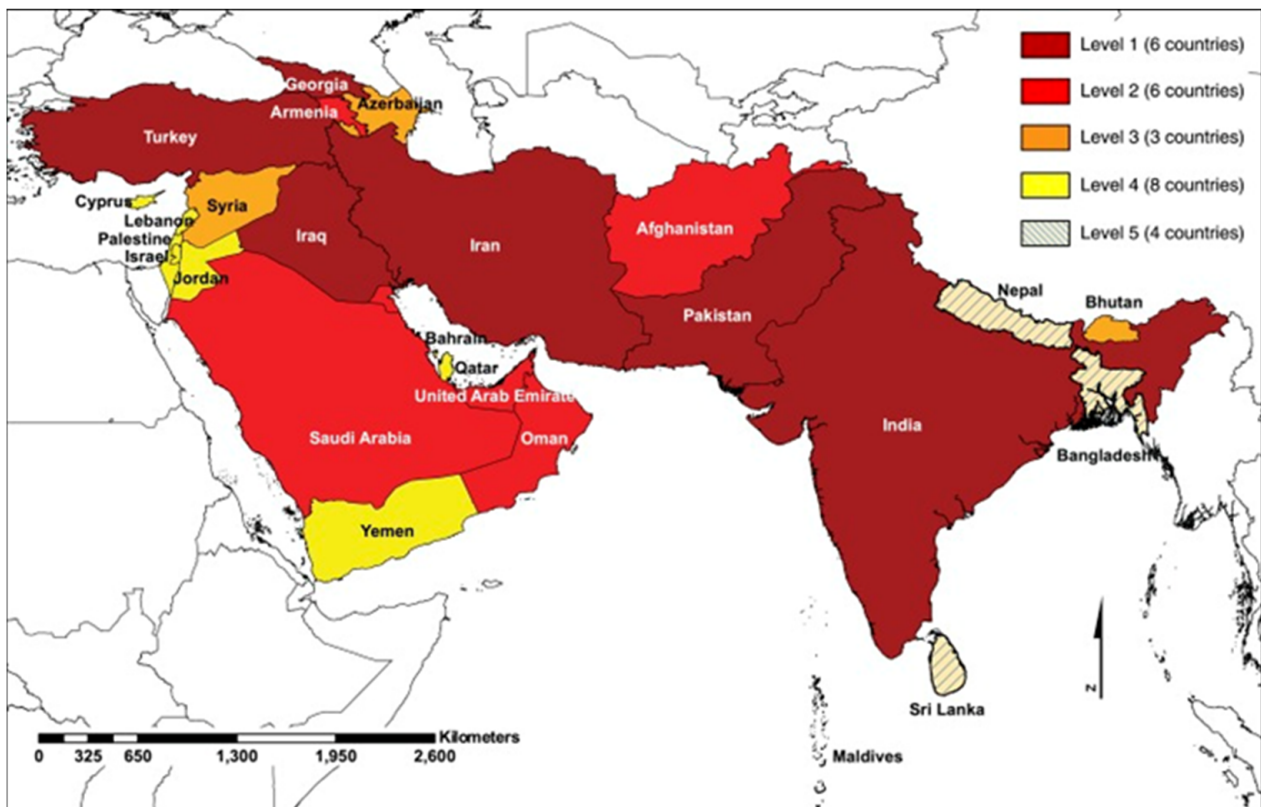 Level 1 (6 countries)
Level 2 (6 countries)
Level 3 (3 countries)
Level 4 (8 countries)
Level 5 (4 countries)
Georgia
Azerbaijan
Armenia
Turkey
Cyprus
Syria
Lebanon
Palestine
Israel
Jordan
Iraq
Iran
Afghanistan
Pakistan
Nepal
Bhutan
Bahrain
Qatar
United Arab Emirate
Saudi Arabia
Oman
India
Bangladesh
Yemen
Sri Lanka
Maldives
N
Kilometers
0 325 650 1,300 1,950 2,600